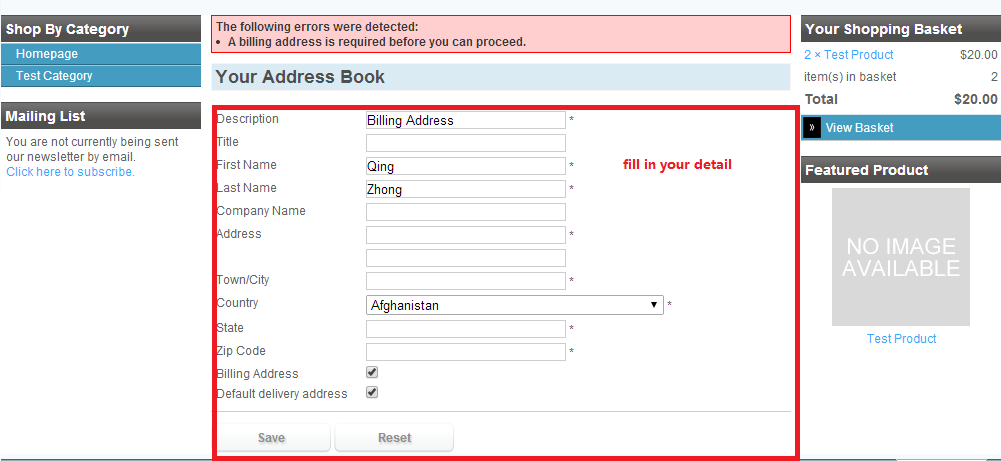 Shop By Category
Homepage
Test Category
Mailing List
You are not currently being sent
our newsletter by email.
Click here to subscribe.
The following errors were detected:
• A billing address is required before you can proceed.
Your Address Book
Description Billing Address *
Title
First Name Qing *
Last Name Zhong *
Company Name
Address *
Town/City *
Country Afghanistan *
State *
Zip Code *
Billing Address
Default delivery address
Save Reset
fill in your detail
Your Shopping Basket
2 × Test Product $20.00
item(s) in basket 2
Total $20.00
» View Basket
Featured Product
NO IMAGE
AVAILABLE
Test Product